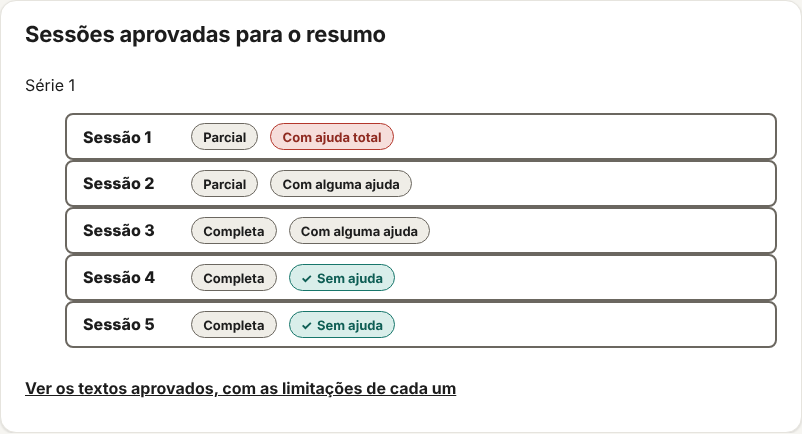 Sessões aprovadas para o resumo
Série 1
Sessão 1 Parcial Com ajuda total
Sessão 2 Parcial Com alguma ajuda
Sessão 3 Completa Com alguma ajuda
Sessão 4 Completa ✓ Sem ajuda
Sessão 5 Completa ✓ Sem ajuda
Ver os textos aprovados, com as limitações de cada um